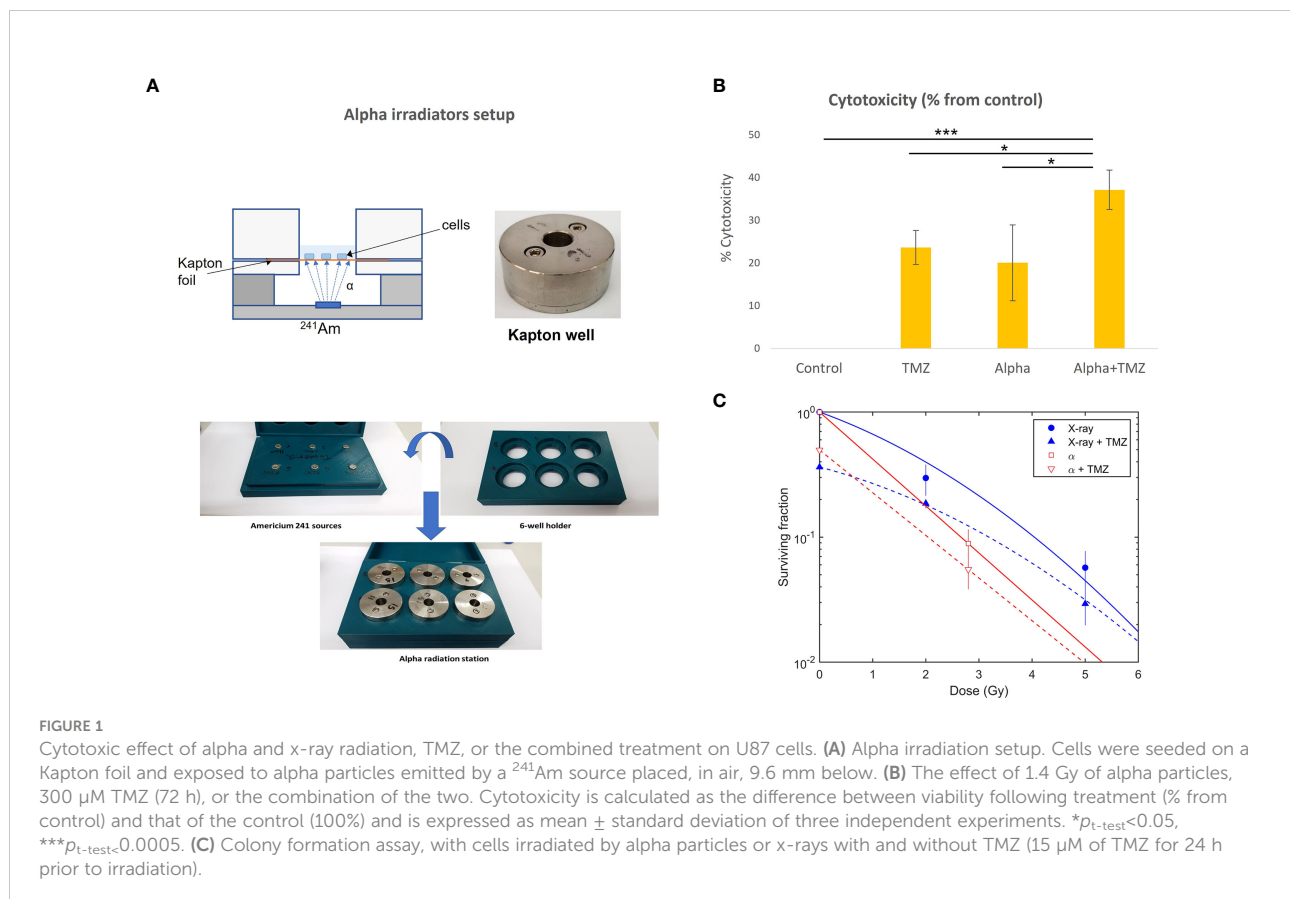 A
Alpha irradiators setup
cells
Kapton
foil
α
241Am
Kapton well
Americium 241 sources
6-well holder
Alpha radiation station
B
Cytotoxicity (% from control)
% Cytotoxicity
50
40
30
20
10
0
***
*
*
Control TMZ Alpha Alpha+TMZ
C
Surviving fraction
10^0
10^-1
10^-2
X-ray
X-ray + TMZ
α
α + TMZ
0 1 2 3 4 5 6
Dose (Gy)
FIGURE 1
Cytotoxic effect of alpha and x-ray radiation, TMZ, or the combined treatment on U87 cells. (A) Alpha irradiation setup. Cells were seeded on a
Kapton foil and exposed to alpha particles emitted by a 241Am source placed, in air, 9.6 mm below. (B) The effect of 1.4 Gy of alpha particles,
300 μM TMZ (72 h), or the combination of the two. Cytotoxicity is calculated as the difference between viability following treatment (% from
control) and that of the control (100%) and is expressed as mean ± standard deviation of three independent experiments. *pt-test<0.05,
***pt-test<0.0005. (C) Colony formation assay, with cells irradiated by alpha particles or x-rays with and without TMZ (15 μM of TMZ for 24 h
prior to irradiation).